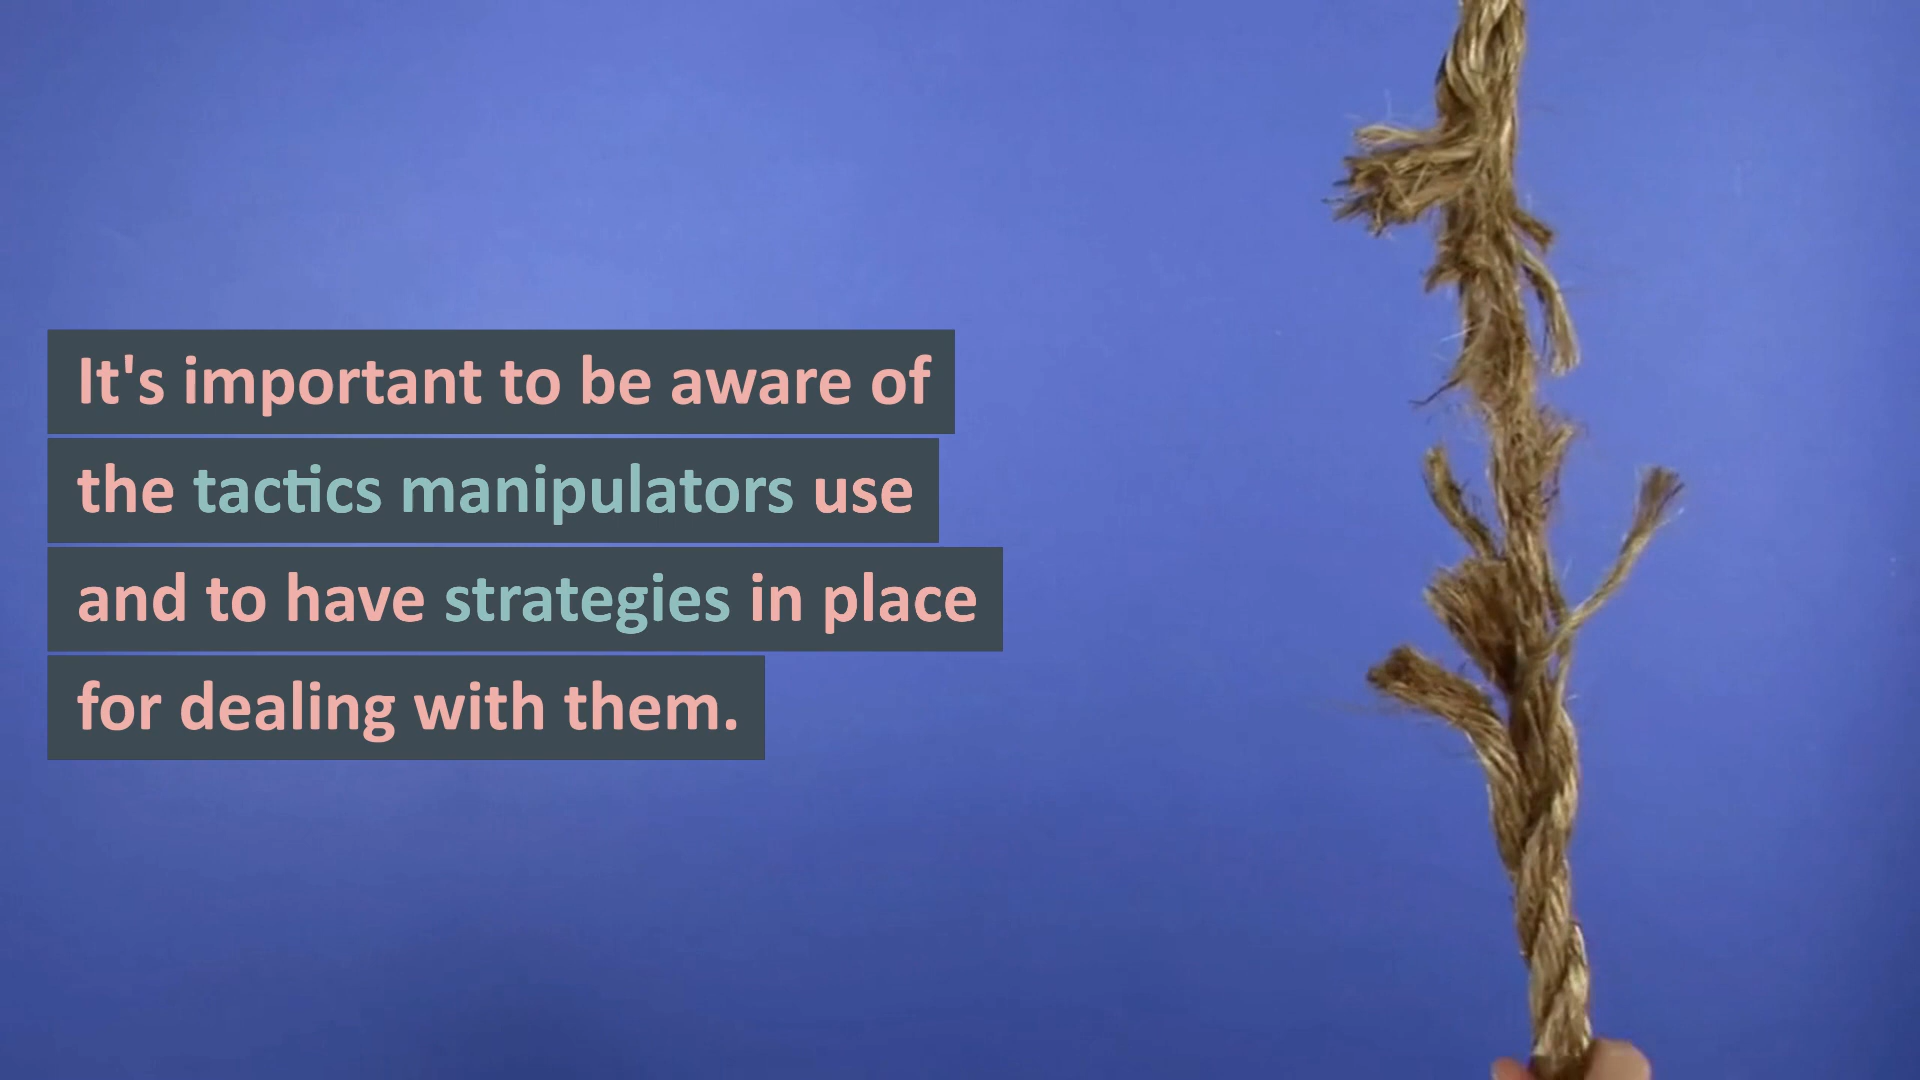 It's important to be aware of
the tactics manipulators use
and to have strategies in place
for dealing with them.